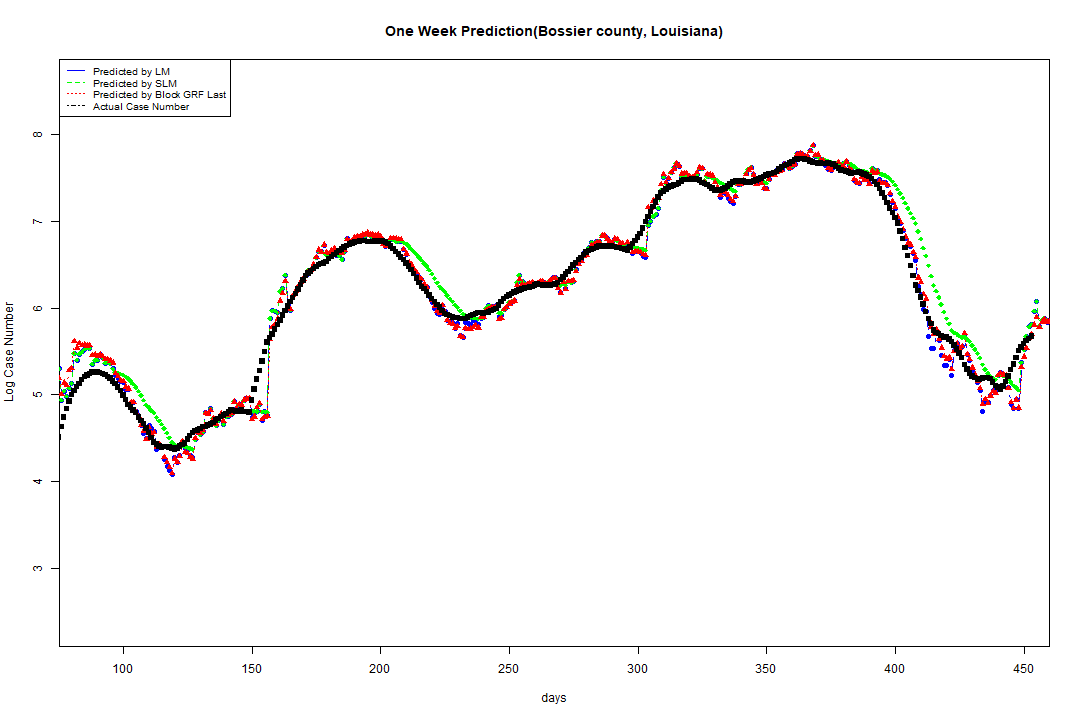 One Week Prediction(Bossier county, Louisiana)
Predicted by LM
Predicted by SLM
Predicted by Block GRF Last
Actual Case Number
Log Case Number
8
7
6
5
4
3
100 150 200 250 300 350 400 450
days